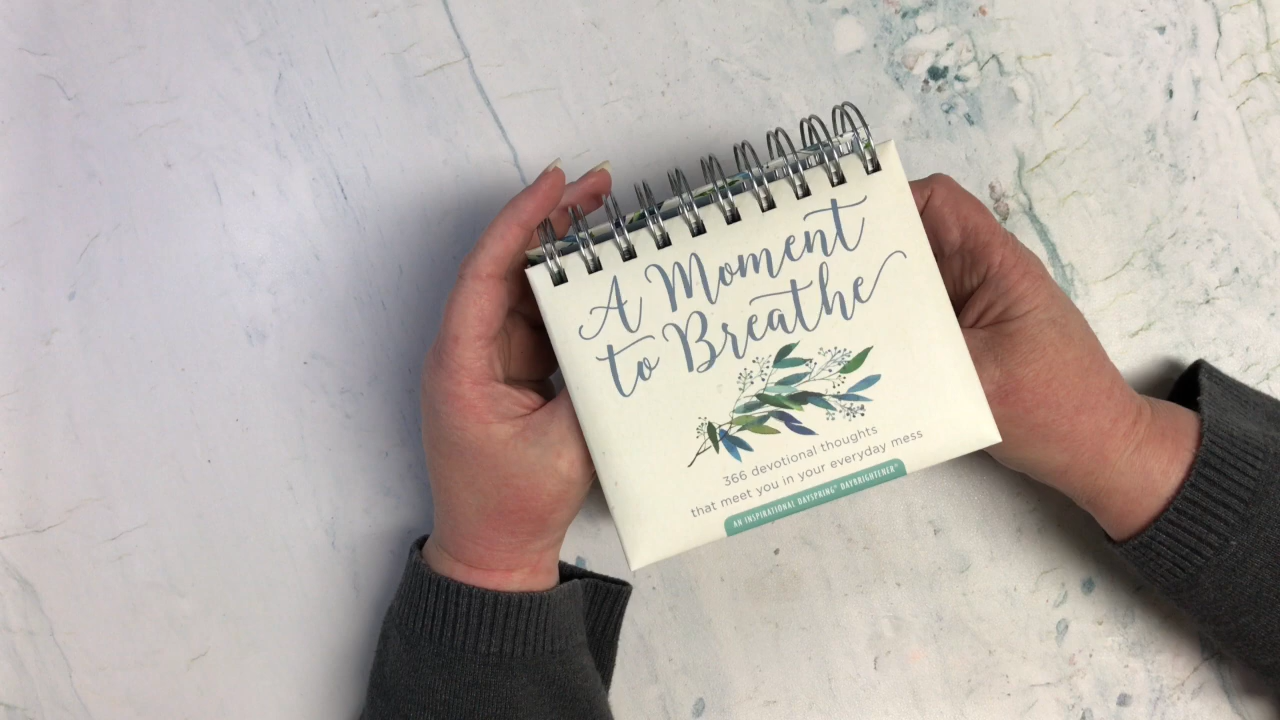 A Moment
to Breathe
366 devotional thoughts
that meet you in your everyday mess
AN INSPIRATIONAL DAYSPRING® DAYBRIGHTENER®